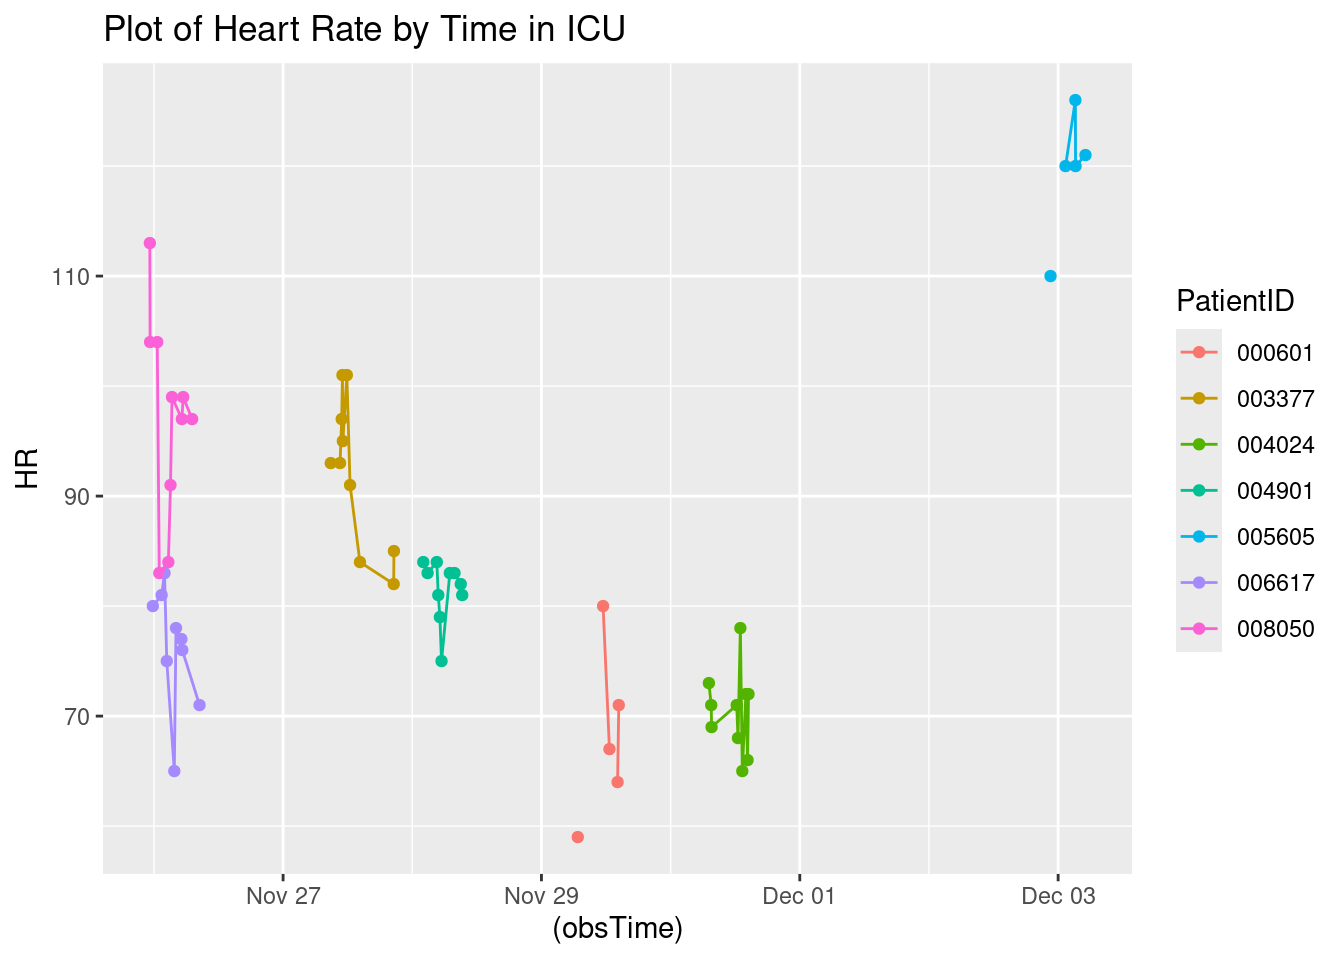 Plot of Heart Rate by Time in ICU
110
90
70
HR
Nov 27
Nov 29
Dec 01
Dec 03
(obsTime)
PatientID
000601
003377
004024
004901
005605
006617
008050